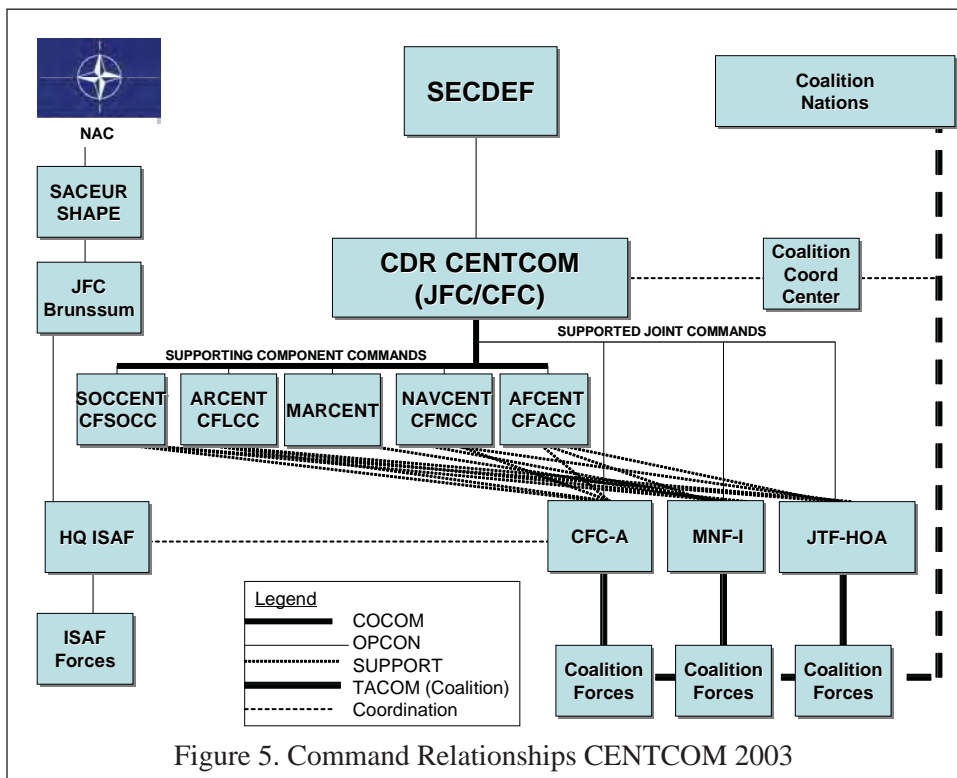 NAC
SACEUR
SHAPE
JFC
Brunssum
HQ ISAF
ISAF
Forces
SECDEF
Coalition
Nations
CDR CENTCOM
(JFC/CFC)
Coalition
Coord
Center
SUPPORTED JOINT COMMANDS
SUPPORTING COMPONENT COMMANDS
SOCCENT
CFSOCC
ARCENT
CFLCC
MARCENT
NAVCENT
CFMCC
AFCENT
CFACC
CFC-A
MNF-I
JTF-HOA
Coalition
Forces
Coalition
Forces
Coalition
Forces
Legend
COCOM
OPCON
SUPPORT
TACOM (Coalition)
Coordination
Figure 5. Command Relationships CENTCOM 2003